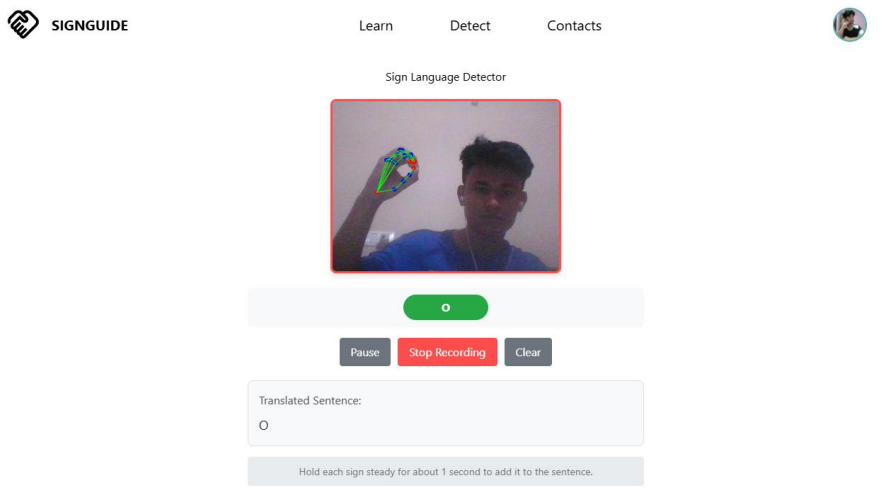 SIGNGUIDE
Learn
Detect
Contacts
Sign Language Detector
O
Pause
Stop Recording
Clear
Translated Sentence:
O
Hold each sign steady for about 1 second to add it to the sentence.